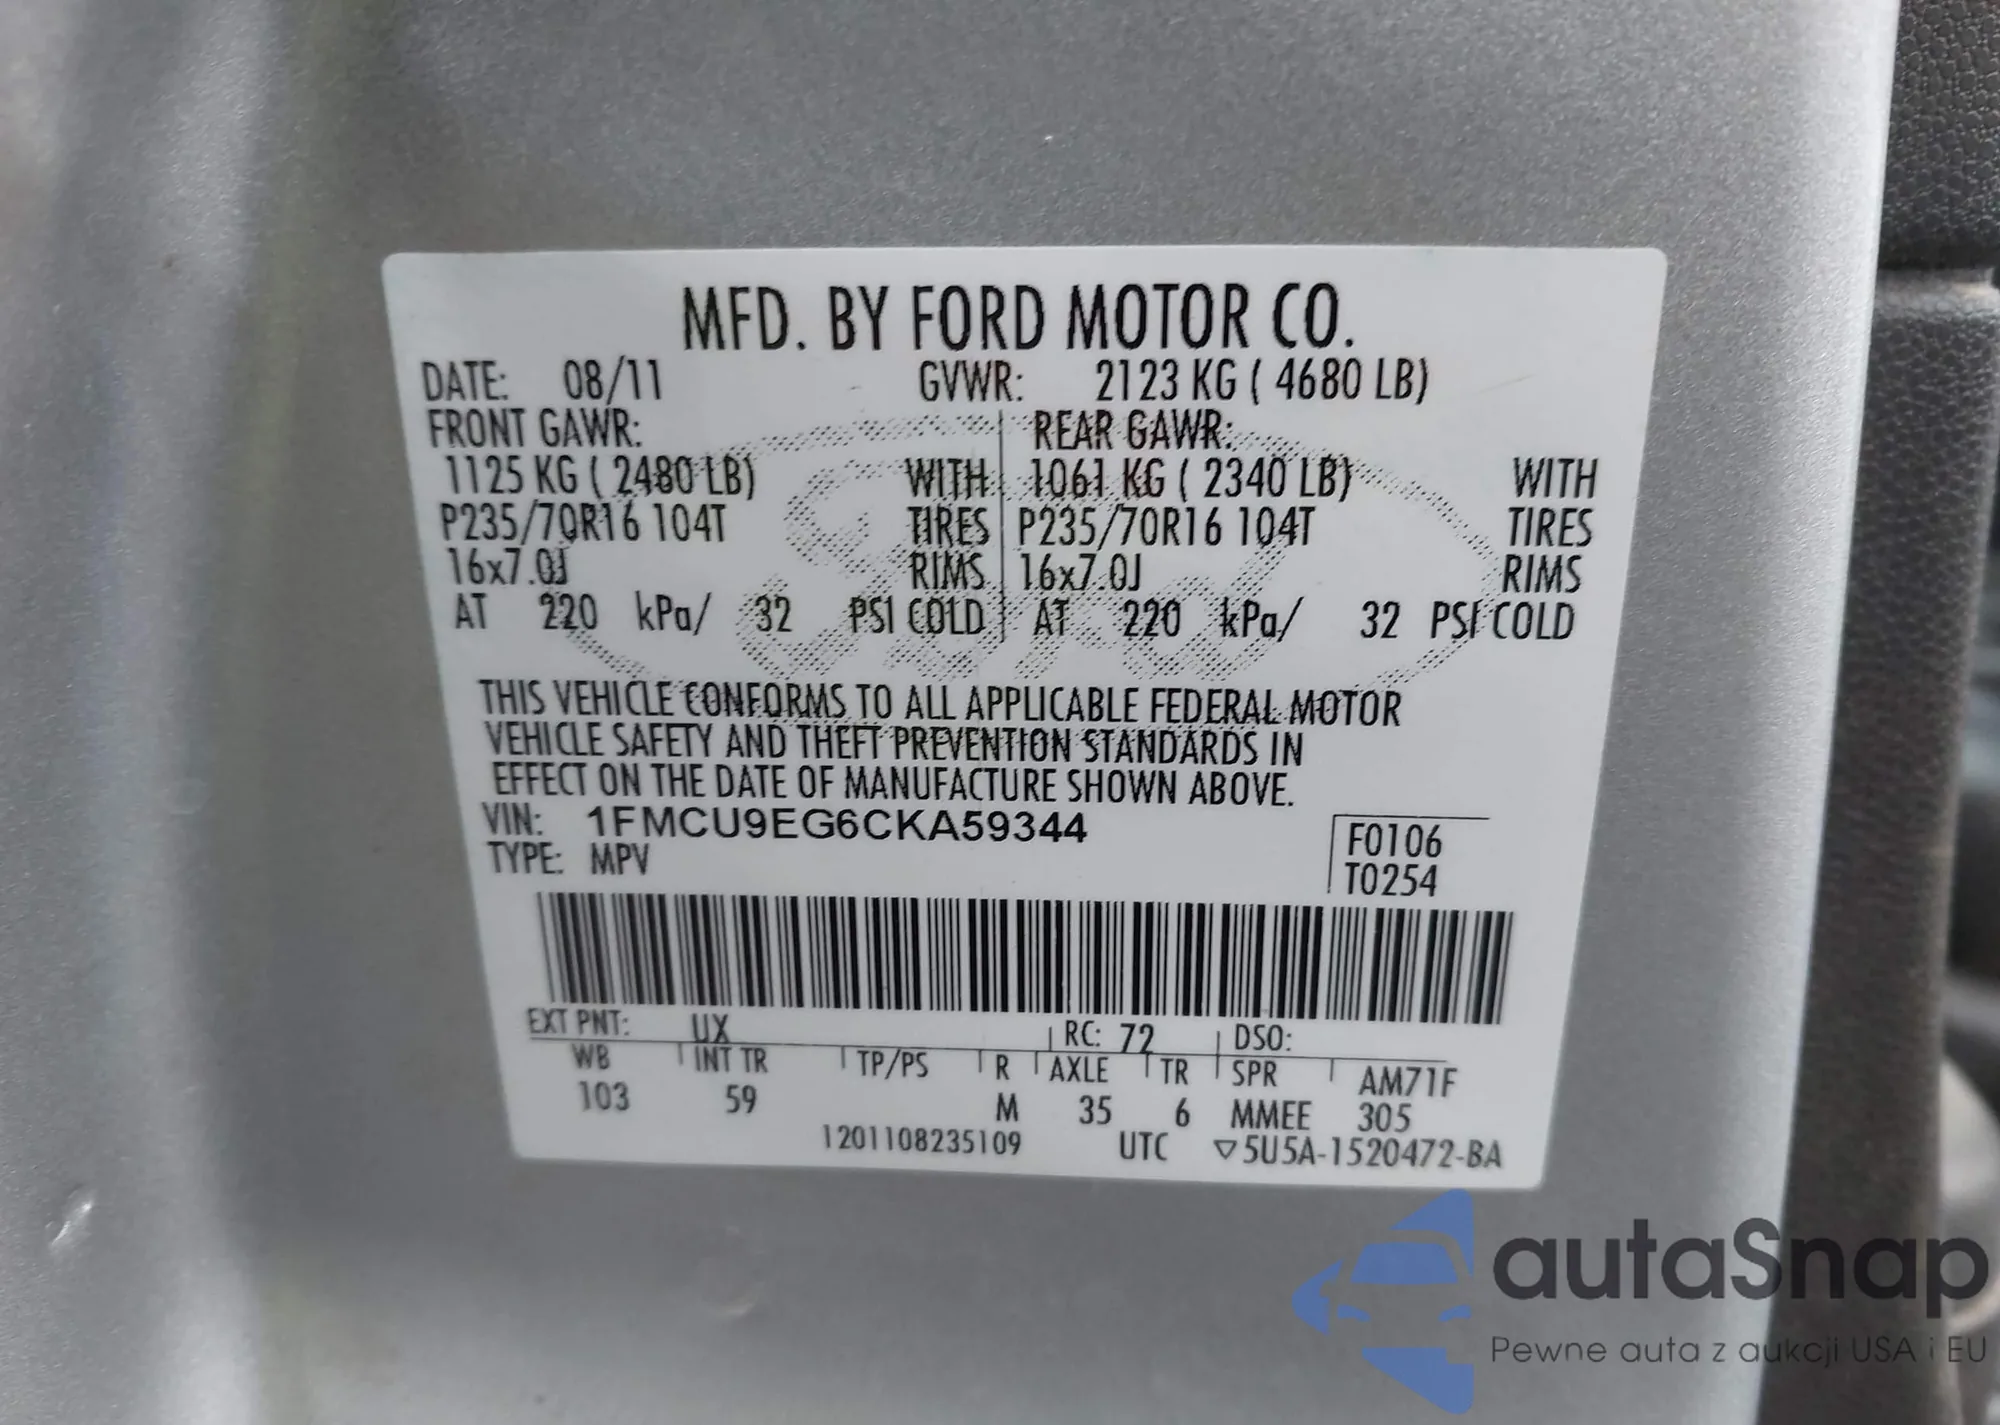 MFD. BY FORD MOTOR CO.
DATE: 08/11 GVWR: 2123 KG ( 4680 LB)
FRONT GAWR: REAR GAWR:
1125 KG ( 2480 LB) WITH 1061 KG ( 2340 LB) WITH
P235/70R16 104T TIRES P235/70R16 104T TIRES
16x7.0J RIMS 16x7.0J RIMS
AT 220 kPa/ 32 PSI COLD AT 220 kPa/ 32 PSI COLD
THIS VEHICLE CONFORMS TO ALL APPLICABLE FEDERAL MOTOR
VEHICLE SAFETY AND THEFT PREVENTION STANDARDS IN
EFFECT ON THE DATE OF MANUFACTURE SHOWN ABOVE.
VIN: 1FMCU9EG6CKA59344
TYPE: MPV
F0106
T0254
EXT PNT: UX RC: 72 DSO:
WB INT TR TP/PS R AXLE TR SPR AM71F
103 59 M 35 6 MMEE 305
1201108235109 UTC ▽5U5A-1520472-BA
autaSnap
Pewne auta z aukcji USA i EU